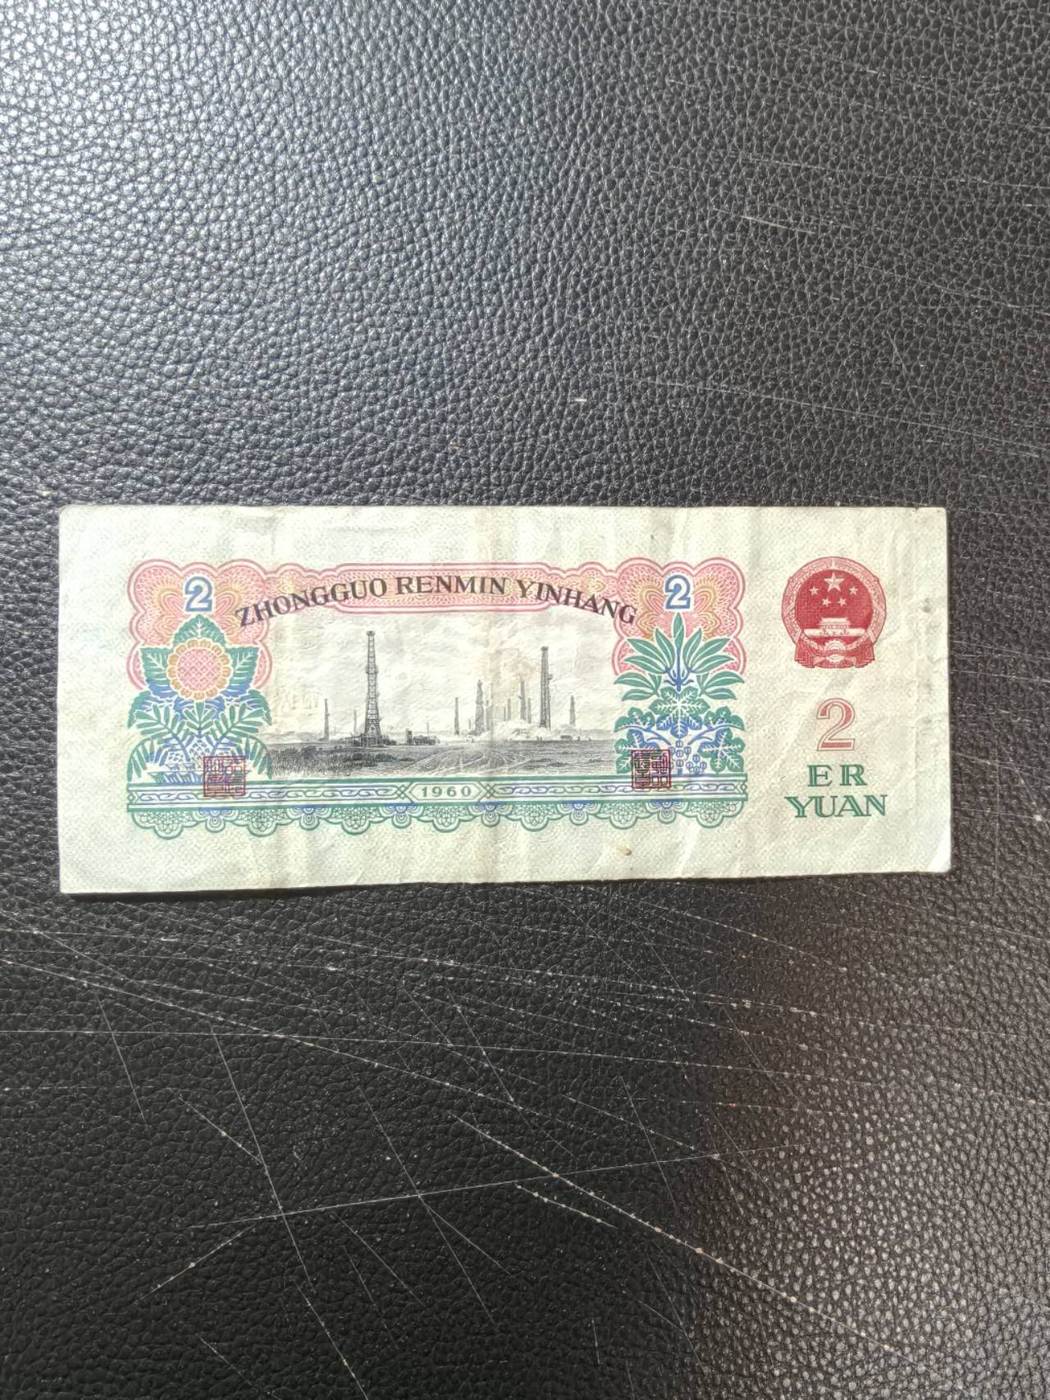 2 2
ZHONGGUO RENMIN YINHANG
1960
2
ER
YUAN